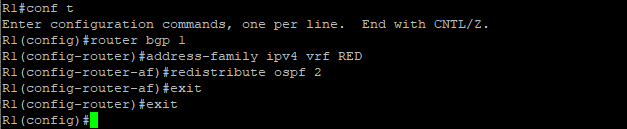 R1#conf t
Enter configuration commands, one per line.  End with CNTL/Z.
R1(config)#router bgp 1
R1(config-router)#address-family ipv4 vrf RED
R1(config-router-af)#redistribute ospf 2
R1(config-router-af)#exit
R1(config-router)#exit
R1(config)#